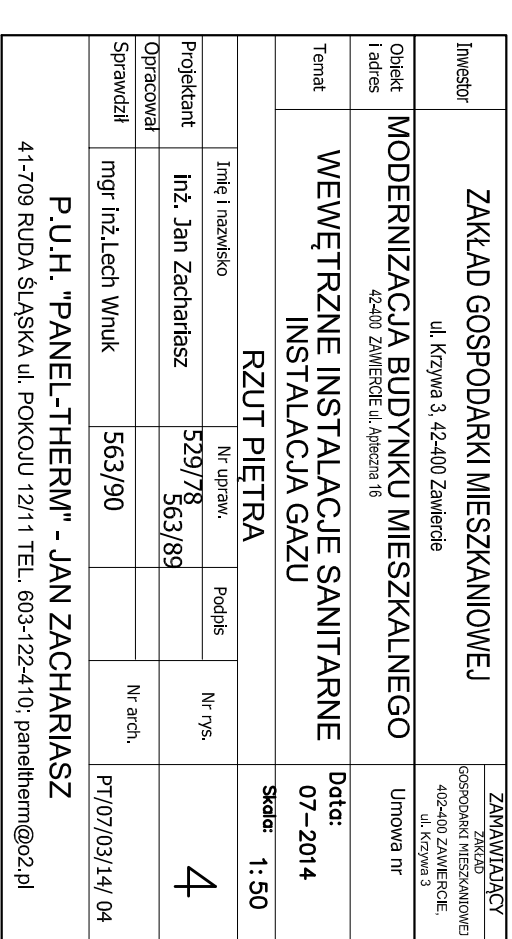 Inwestor
ZAKŁAD GOSPODARKI MIESZKANIOWEJ
ul. Krzywa 3, 42-400 Zawiercie
ZAMAWIAJĄCY
ZAKŁAD
GOSPODARKI MIESZKANIOWEJ
402-400 ZAWIERCIE,
ul. Krzywa 3
Obiekt
i adres
MODERNIZACJA BUDYNKU MIESZKALNEGO
42-400 ZAWIERCIE ul. Apteczna 16
Umowa nr
Temat
WEWĘTRZNE INSTALACJE SANITARNE
INSTALACJA GAZU
Data:
07-2014
RZUT PIĘTRA
Skala: 1:50
Imię i nazwisko
Nr upraw.
Podpis
Nr rys.
4
Projektant
inż. Jan Zachariasz
529/78
563/89
Opracował
Sprawdził
mgr inż.Lech Wnuk
563/90
Nr arch.
PT/07/03/14/ 04
P.U.H. "PANEL-THERM" - JAN ZACHARIASZ
41-709 RUDA ŚLĄSKA ul. POKOJU 12/11 TEL. 603-122-410; paneltherm@o2.pl